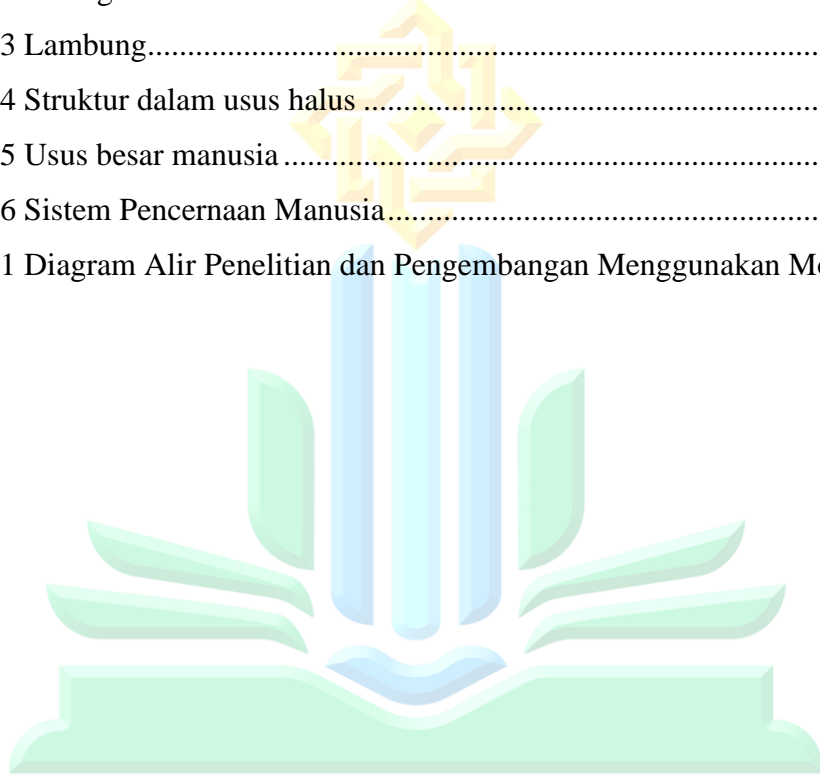 3 Lambung...................................................................................
4 Struktur dalam usus halus .........................................................
5 Usus besar manusia ...................................................................
6 Sistem Pencernaan Manusia......................................................
1 Diagram Alir Penelitian dan Pengembangan Menggunakan